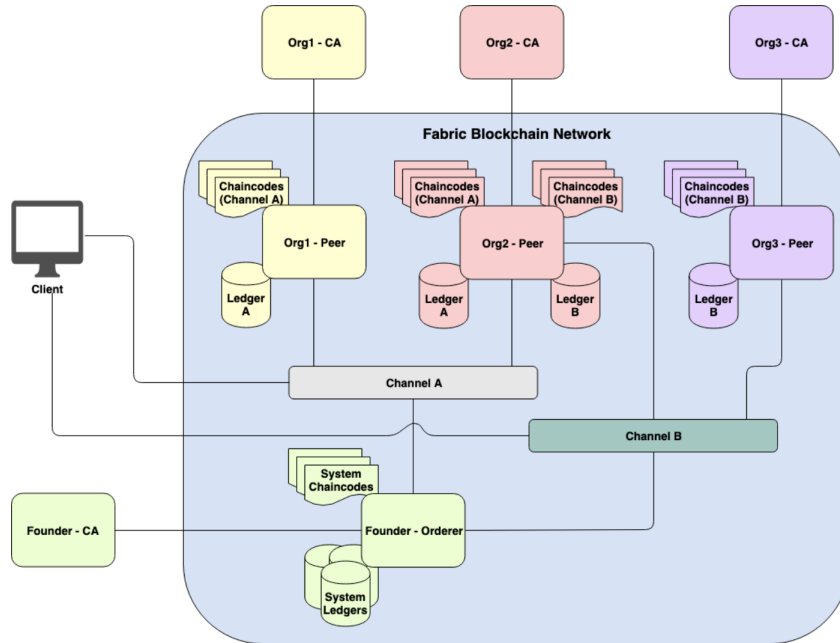 Org1 - CA
Org2 - CA
Org3 - CA
Fabric Blockchain Network
Chaincodes
(Channel A)
Chaincodes
(Channel A)
Chaincodes
(Channel B)
Chaincodes
(Channel B)
Org1 - Peer
Org2 - Peer
Org3 - Peer
Client
Ledger
A
Ledger
A
Ledger
B
Ledger
B
Channel A
Channel B
System
Chaincodes
Founder - CA
Founder - Orderer
System
Ledgers